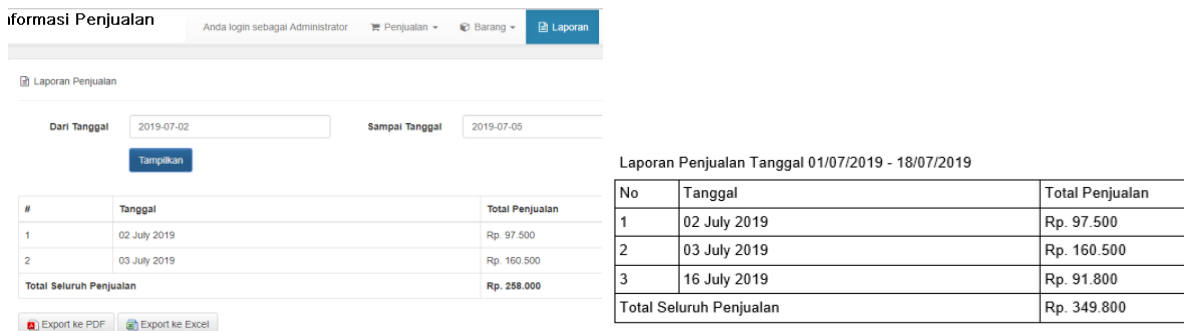 nformasi Penjualan
Anda login sebagai Administrator Penjualan Barang Laporan
Laporan Penjualan
Dari Tanggal 2019-07-02 Sampai Tanggal 2019-07-05
Tampilkan
# Tanggal Total Penjualan
1 02 July 2019 Rp. 97.500
2 03 July 2019 Rp. 160.500
Total Seluruh Penjualan Rp. 258.000
Export ke PDF Export ke Excel
Laporan Penjualan Tanggal 01/07/2019 - 18/07/2019
No Tanggal Total Penjualan
1 02 July 2019 Rp. 97.500
2 03 July 2019 Rp. 160.500
3 16 July 2019 Rp. 91.800
Total Seluruh Penjualan Rp. 349.800